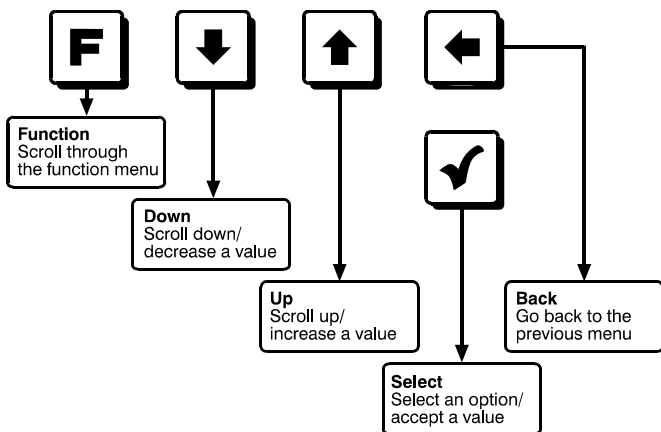 F
Function
Scroll through
the function menu
Down
Scroll down/
decrease a value
Up
Scroll up/
increase a value
Back
Go back to the
previous menu
Select
Select an option/
accept a value